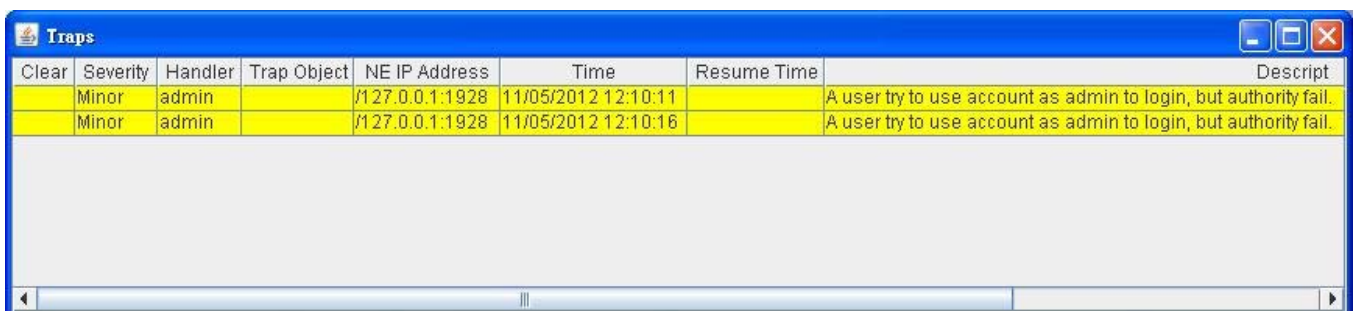 Traps
Clear Severity Handler Trap Object NE IP Address Time Resume Time Descript
Minor admin /127.0.0.1:1928 11/05/2012 12:10:11 A user try to use account as admin to login, but authority fail.
Minor admin /127.0.0.1:1928 11/05/2012 12:10:16 A user try to use account as admin to login, but authority fail.